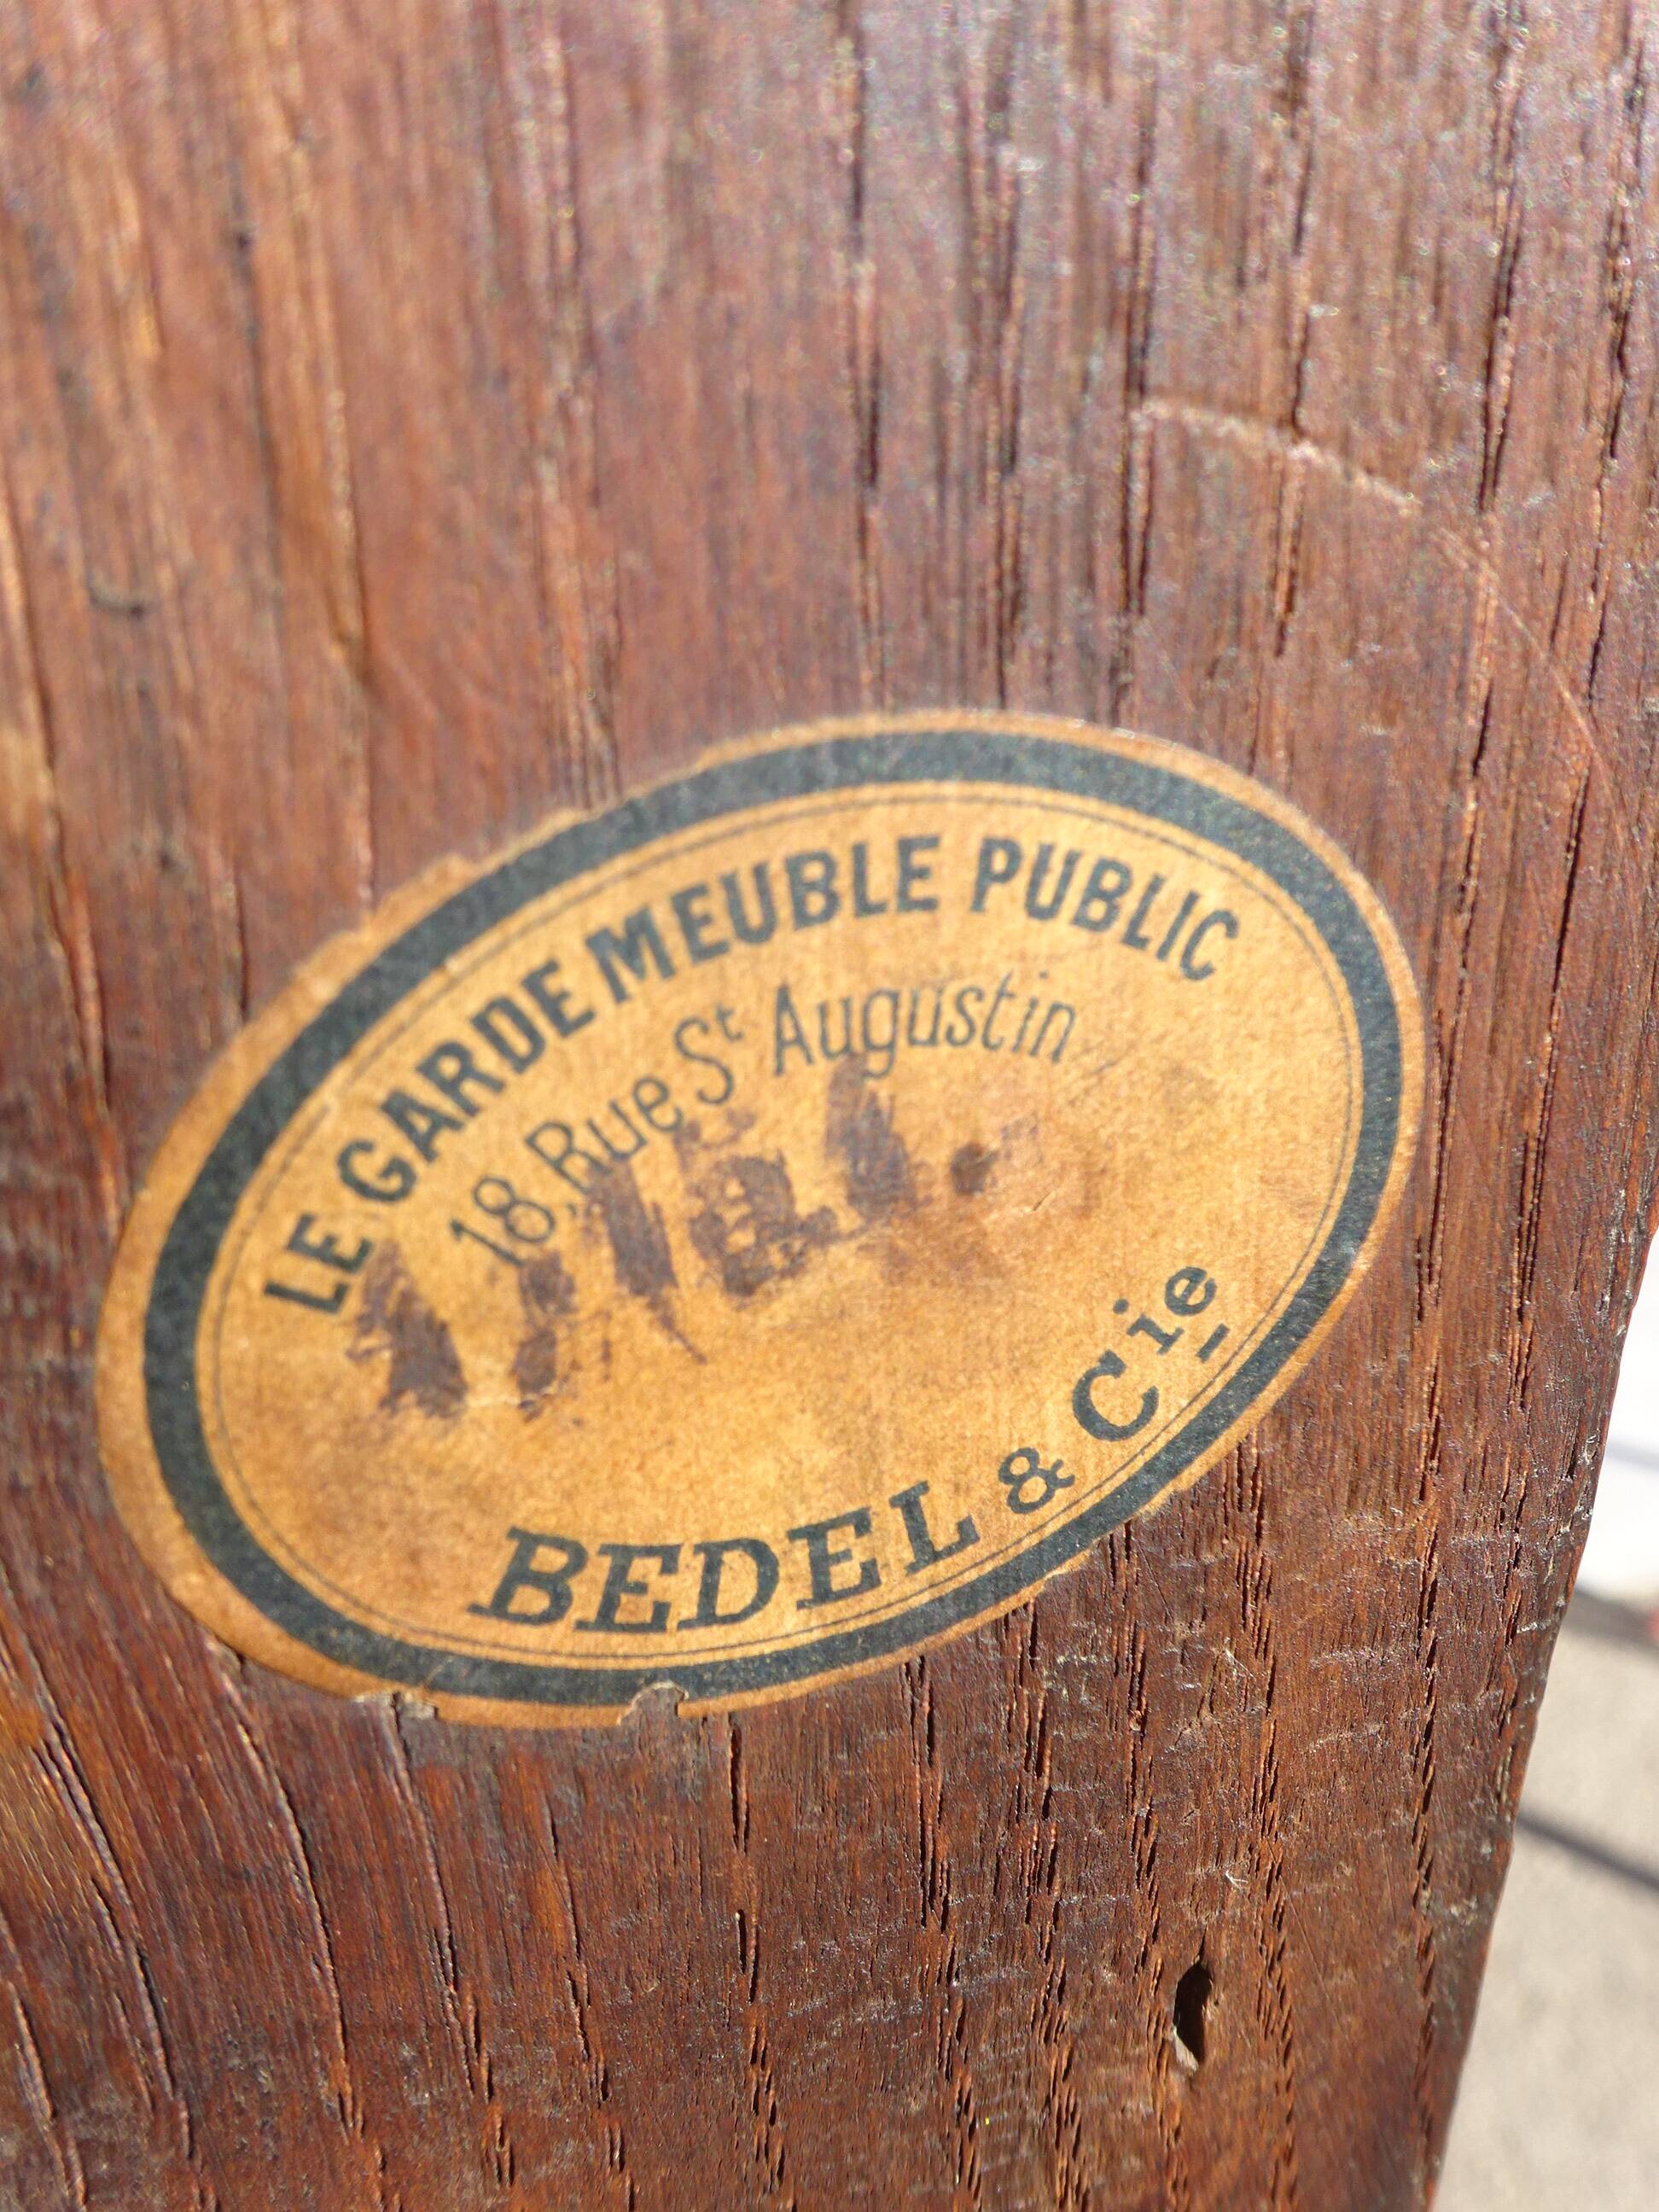 LE GARDE MEUBLE PUBLIC
18, Rue St Augustin
BEDEL & Cie